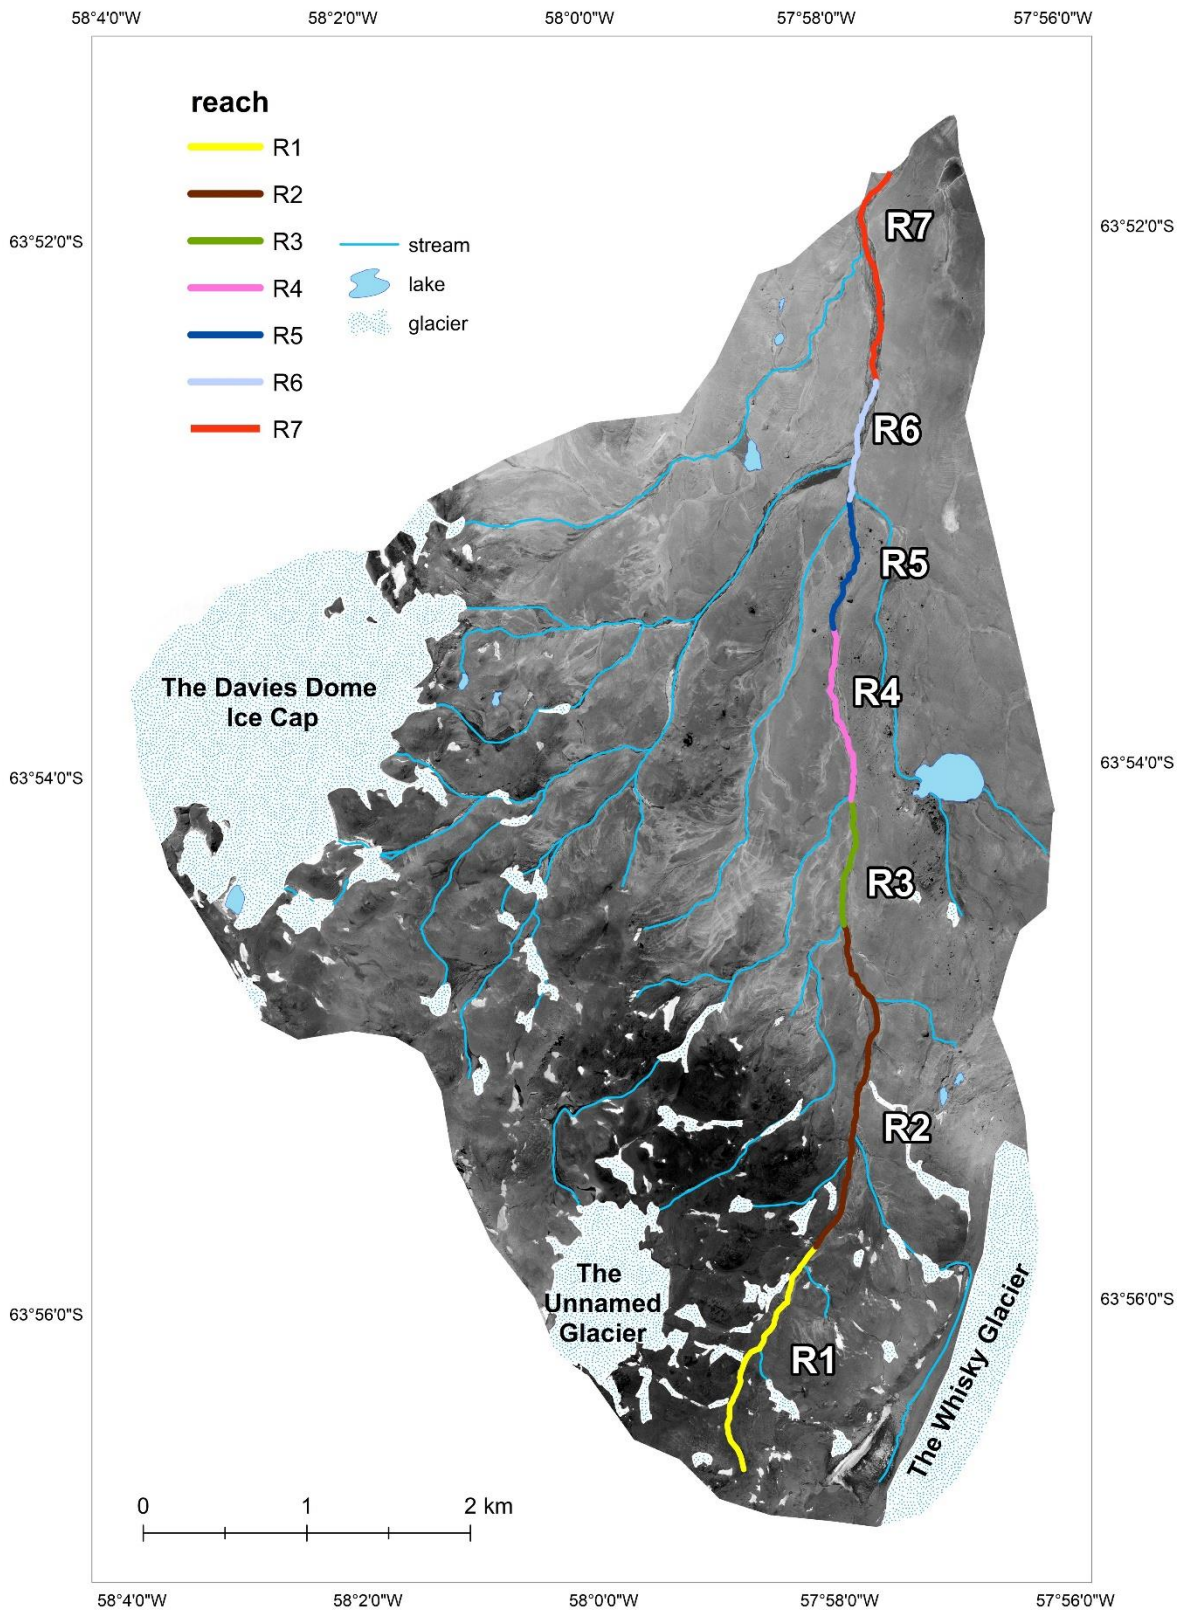 58°4'0"W 58°2'0"W 58°0'0"W 57°58'0"W 57°56'0"W
reach
R1
R2
R3
R4
R5
R6
R7
stream
lake
glacier
63°52'0"S
63°52'0"S
R7
R6
R5
The Davies Dome
Ice Cap
R4
63°54'0"S
63°54'0"S
R3
R2
The
Unnamed
Glacier
63°56'0"S
63°56'0"S
R1
The Whisky Glacier
0 1 2 km
58°4'0"W 58°2'0"W 58°0'0"W 57°58'0"W 57°56'0"W